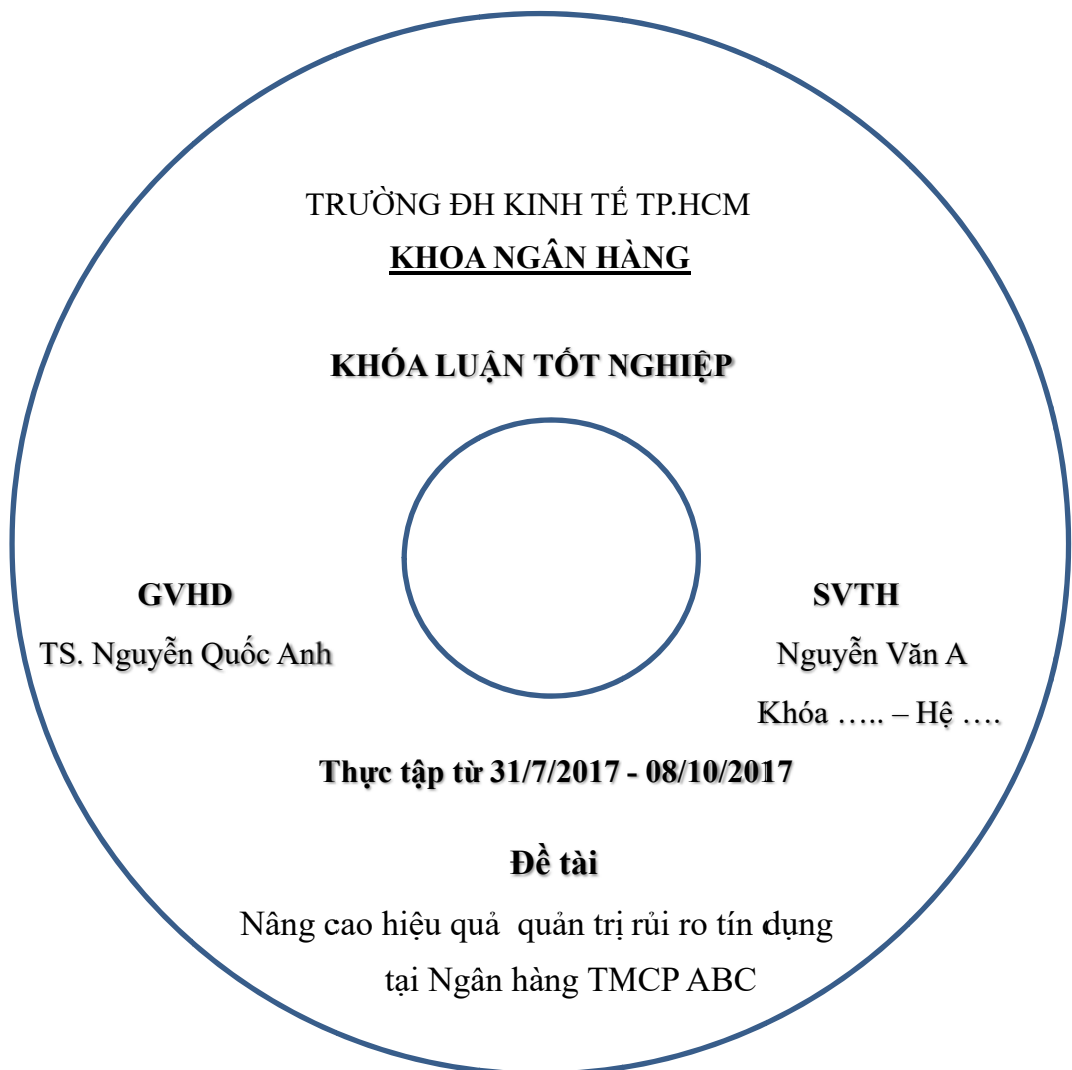 TRƯỜNG ĐH KINH TẾ TP.HCM
KHOA NGÂN HÀNG
KHÓA LUẬN TỐT NGHIỆP
GVHD
TS. Nguyễn Quốc Anh
SVTH
Nguyễn Văn A
Khóa ….. – Hệ ….
Thực tập từ 31/7/2017 - 08/10/2017
Đề tài
Nâng cao hiệu quả quản trị rủi ro tín dụng
tại Ngân hàng TMCP ABC